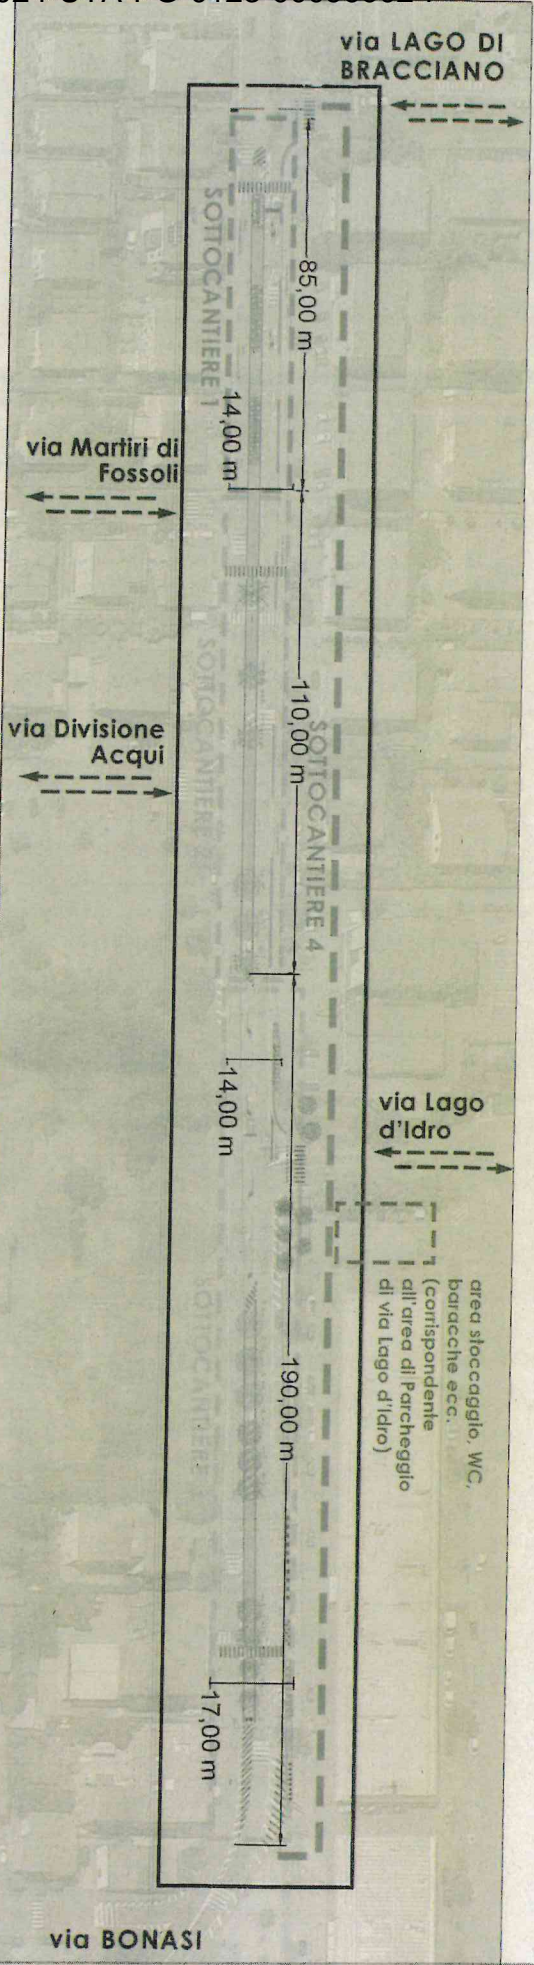 via LAGO DI
BRACCIANO
SOTTOCANTIERE 1
85,00 m
14,00 m
via Martiri di
Fossoli
SOTTOCANTIERE 2
110,00 m
SOTTOCANTIERE 4
via Divisione
Acqui
14,00 m
via Lago
d'Idro
area stoccaggio, WC,
baracche ecc.
(corrispondente
all'area di Parcheggio
di via Lago d'Idro)
SOTTOCANTIERE
190,00 m
17,00 m
via BONASI